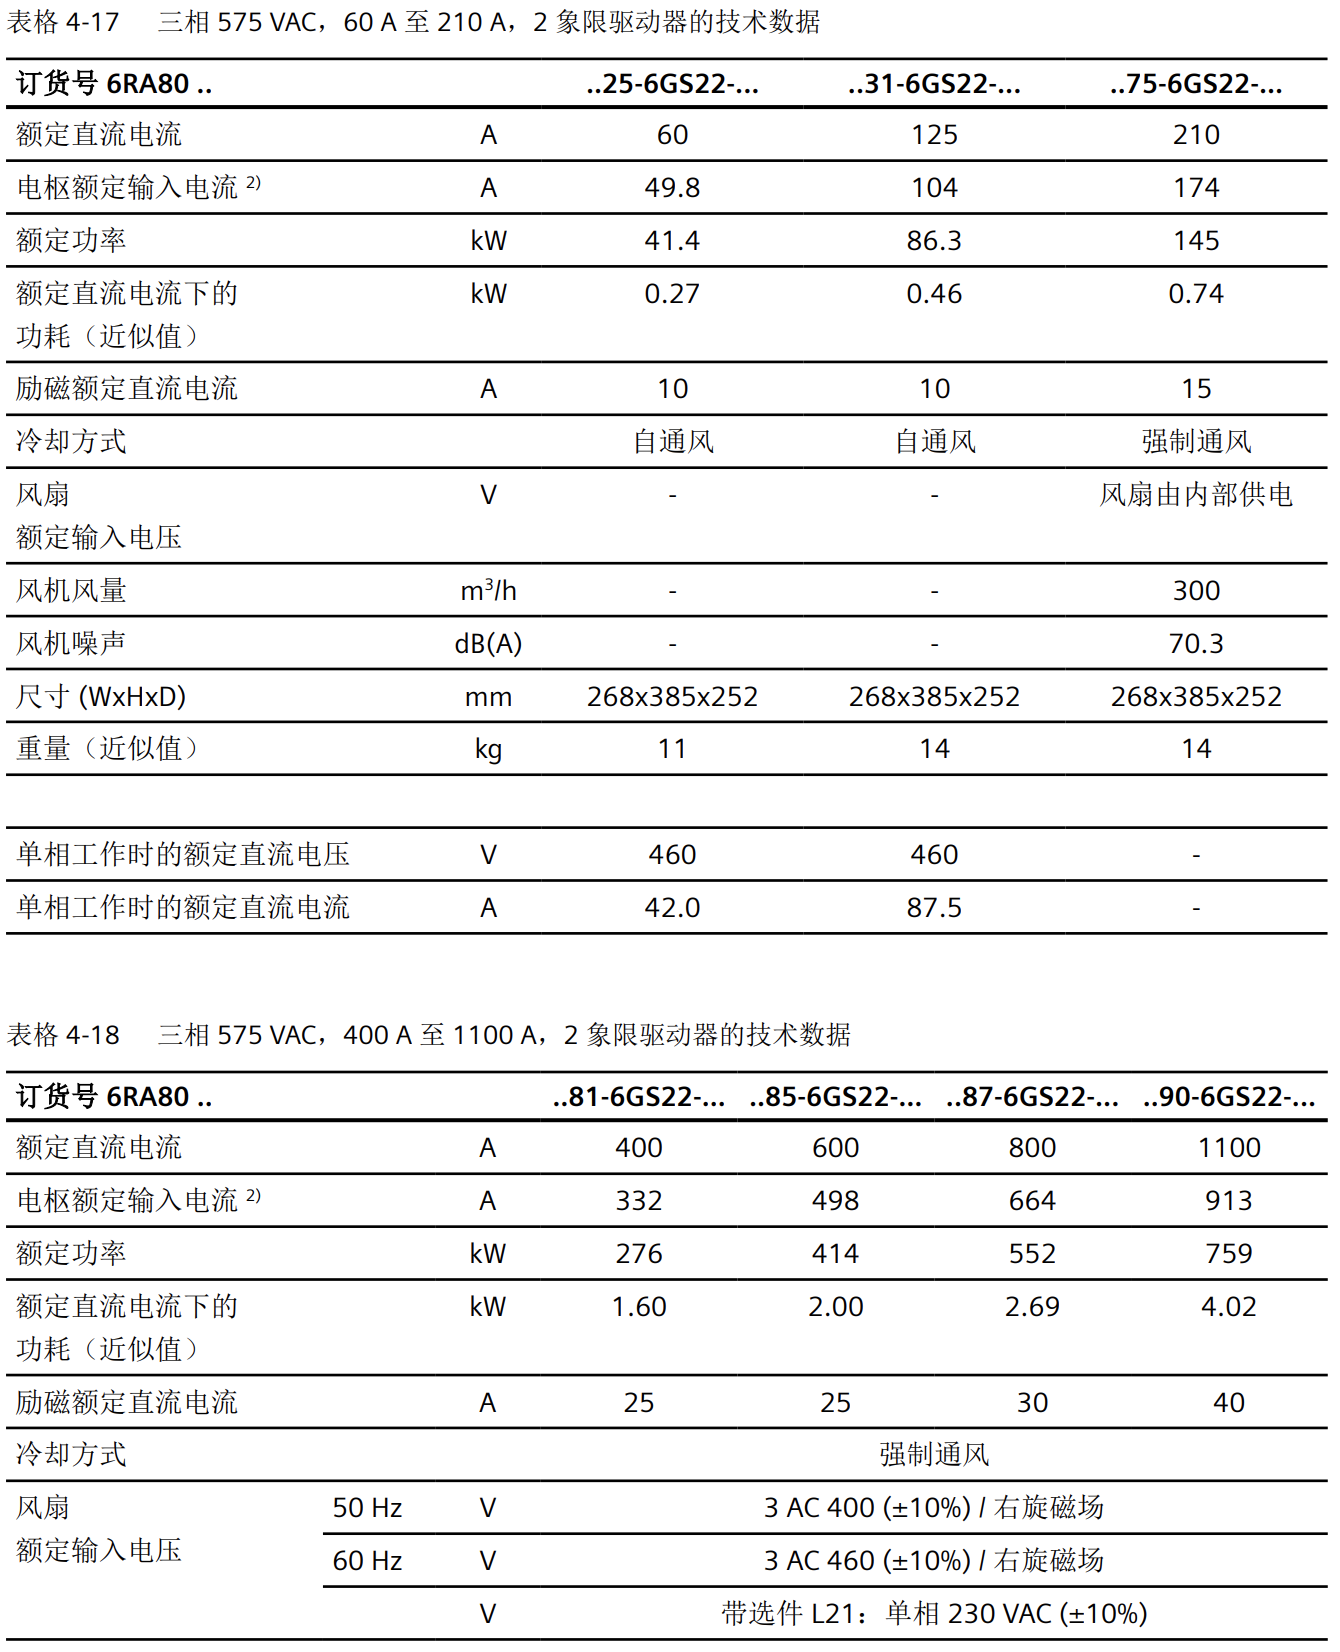 表格 4-17 三相 575 VAC，60 A 至 210 A，2 象限驱动器的技术数据
订货号 6RA80 .. ..25-6GS22-... ..31-6GS22-... ..75-6GS22-...
额定直流电流 A 60 125 210
电枢额定输入电流 2) A 49.8 104 174
额定功率 kW 41.4 86.3 145
额定直流电流下的 kW 0.27 0.46 0.74
功耗（近似值）
励磁额定直流电流 A 10 10 15
冷却方式 自通风 自通风 强制通风
风扇 V - - 风扇由内部供电
额定输入电压
风机风量 m³/h - - 300
风机噪声 dB(A) - - 70.3
尺寸 (WxHxD) mm 268x385x252 268x385x252 268x385x252
重量（近似值） kg 11 14 14
单相工作时的额定直流电压 V 460 460 -
单相工作时的额定直流电流 A 42.0 87.5 -
表格 4-18 三相 575 VAC，400 A 至 1100 A，2 象限驱动器的技术数据
订货号 6RA80 .. ..81-6GS22-... ..85-6GS22-... ..87-6GS22-... ..90-6GS22-...
额定直流电流 A 400 600 800 1100
电枢额定输入电流 2) A 332 498 664 913
额定功率 kW 276 414 552 759
额定直流电流下的 kW 1.60 2.00 2.69 4.02
功耗（近似值）
励磁额定直流电流 A 25 25 30 40
冷却方式 强制通风
风扇 50 Hz V 3 AC 400 (±10%) / 右旋磁场
额定输入电压 60 Hz V 3 AC 460 (±10%) / 右旋磁场
V 带选件 L21：单相 230 VAC (±10%)